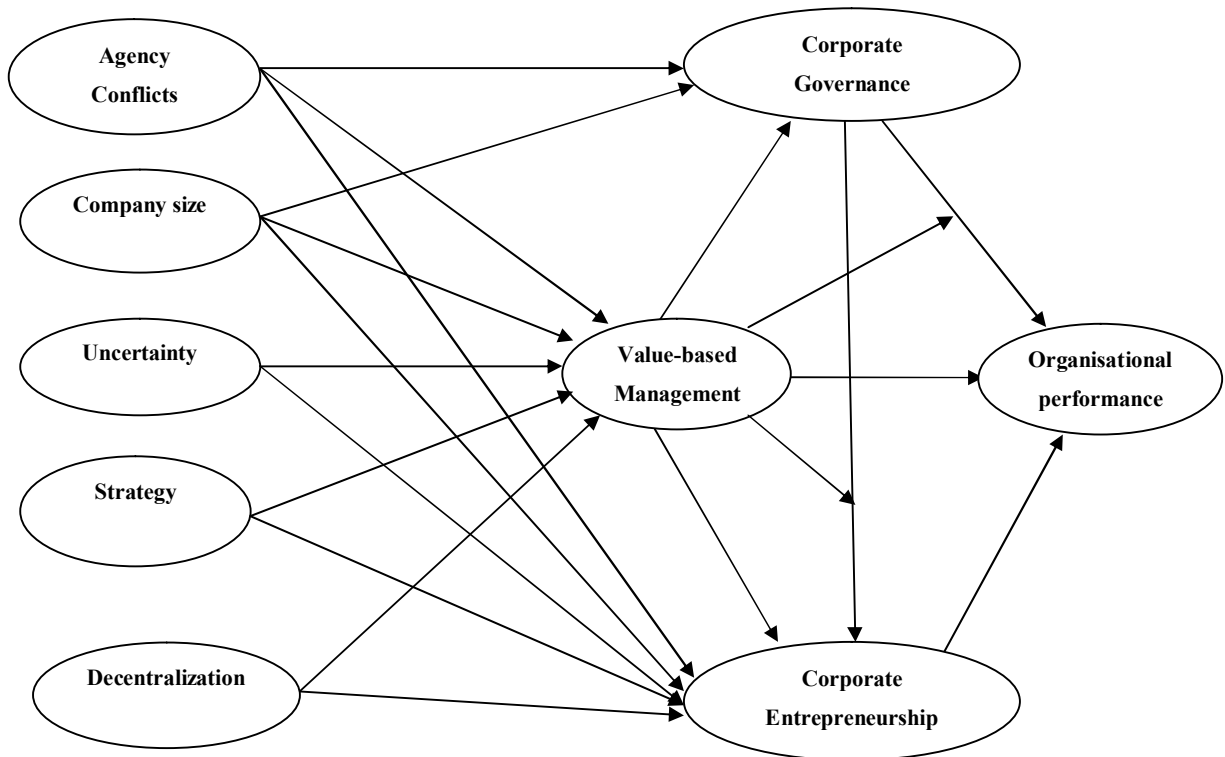 Agency
Conflicts
Corporate
Governance
Company size
Uncertainty
Value-based
Management
Organisational
performance
Strategy
Decentralization
Corporate
Entrepreneurship